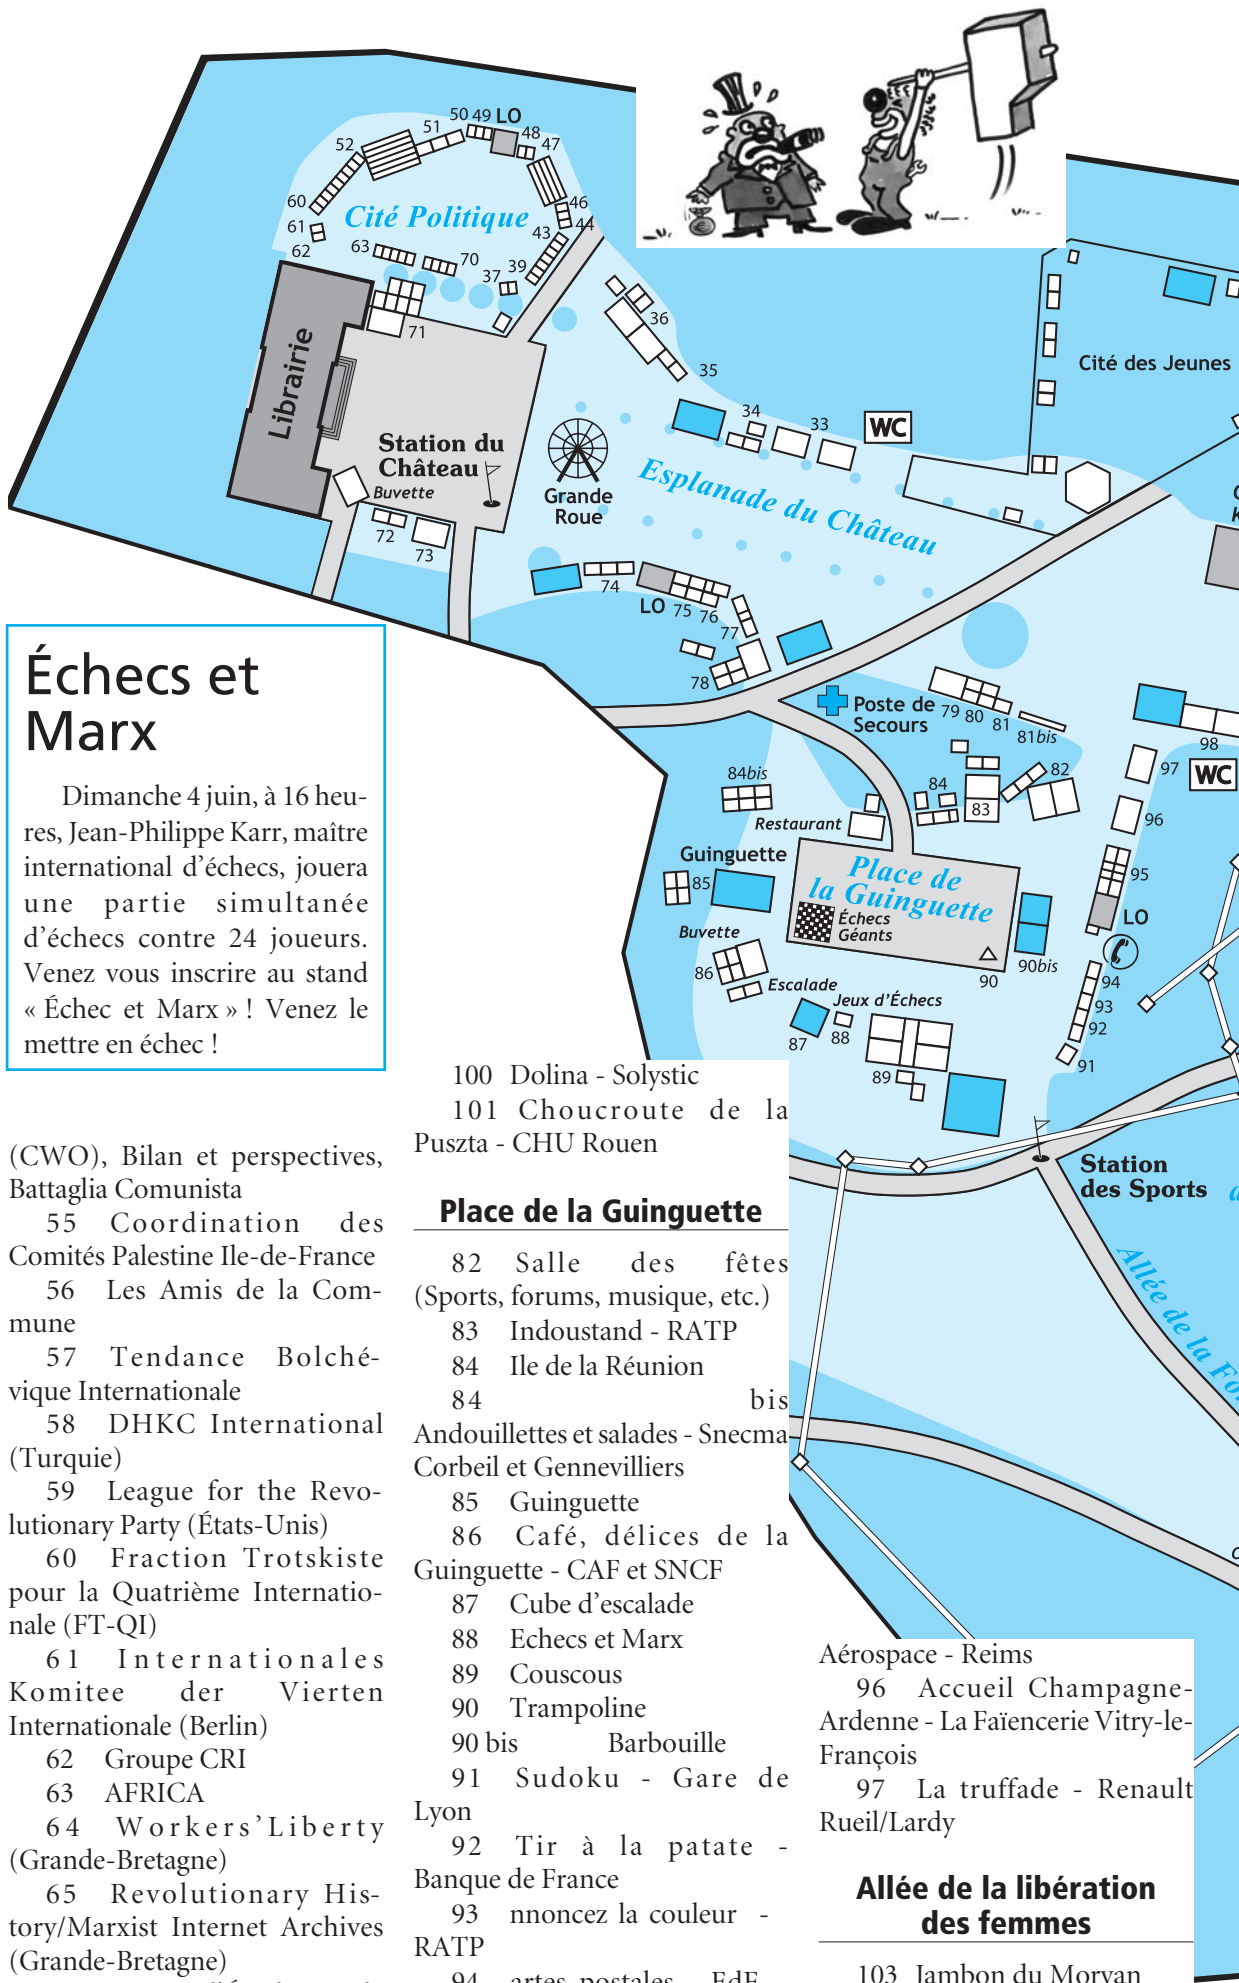 50 49 LO
51
48
47
52
60
46
61
Cité Politique
44
43
62
63
70
39
37
36
71
35
Librairie
Cité des Jeunes
34
33
WC
Station du
Château
Buvette
Grande
Roue
Esplanade du Château
72
73
74
LO 75 76
77
78
Poste de
Secours
79 80 81
81bis
98
97
WC
82
84bis
84
83
96
Restaurant
Guinguette
Place de
la Guinguette
95
85
LO
Échecs
Géants
Buvette
90bis
86
90
94
Escalade
Jeux d'Échecs
93
92
87
88
91
89
Station
des Sports
Allée de la Fo
Échecs et
Marx
Dimanche 4 juin, à 16 heu-
res, Jean-Philippe Karr, maître
international d'échecs, jouera
une partie simultanée
d'échecs contre 24 joueurs.
Venez vous inscrire au stand
« Échec et Marx » ! Venez le
mettre en échec !
(CWO), Bilan et perspectives,
Battaglia Comunista
55 Coordination des
Comités Palestine Ile-de-France
56 Les Amis de la Com-
mune
57 Tendance Bolché-
vique Internationale
58 DHKC International
(Turquie)
59 League for the Revo-
lutionary Party (États-Unis)
60 Fraction Trotskiste
pour la Quatrième Internatio-
nale (FT-QI)
61 Internationales
Komitee der Vierten
Internationale (Berlin)
62 Groupe CRI
63 AFRICA
64 Workers'Liberty
(Grande-Bretagne)
65 Revolutionary His-
tory/Marxist Internet Archives
(Grande-Bretagne)
100 Dolina - Solystic
101 Choucroute de la
Puszta - CHU Rouen
Place de la Guinguette
82 Salle des fêtes
(Sports, forums, musique, etc.)
83 Indoustand - RATP
84 Ile de la Réunion
84 bis
Andouillettes et salades - Snecma
Corbeil et Gennevilliers
85 Guinguette
86 Café, délices de la
Guinguette - CAF et SNCF
87 Cube d'escalade
88 Echecs et Marx
89 Couscous
90 Trampoline
90 bis Barbouille
91 Sudoku - Gare de
Lyon
92 Tir à la patate -
Banque de France
93 nnoncez la couleur -
RATP
94 artes postales - EdF
Aérospace - Reims
96 Accueil Champagne-
Ardenne - La Faïencerie Vitry-le-
François
97 La truffade - Renault
Rueil/Lardy
Allée de la libération
des femmes
103 Jambon du Morvan